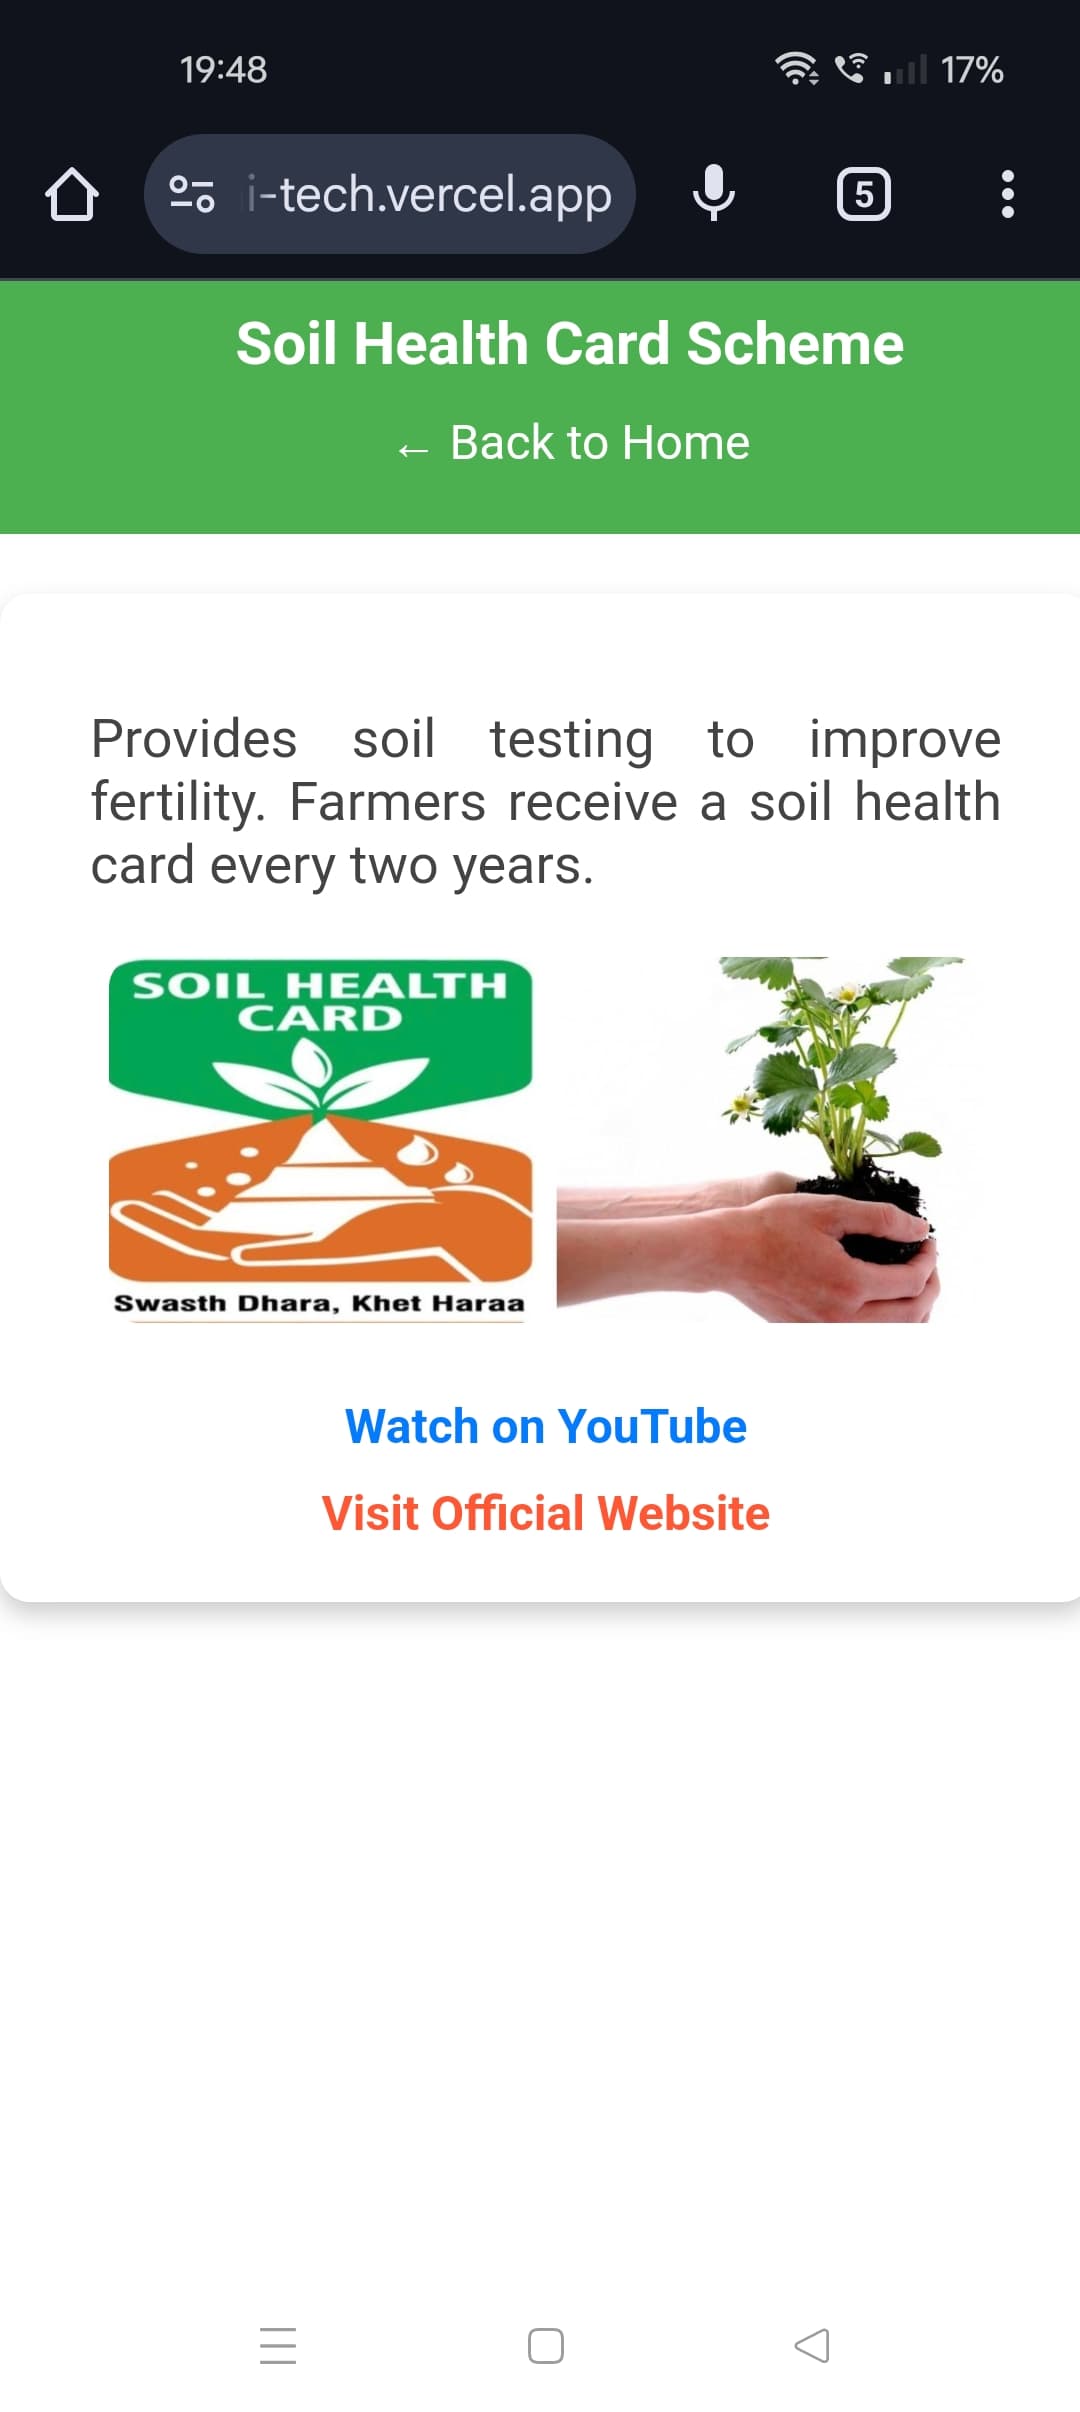 19:48
17%
i-tech.vercel.app
5
Soil Health Card Scheme
← Back to Home
Provides soil testing to improve
fertility. Farmers receive a soil health
card every two years.
SOIL HEALTH
CARD
Swasth Dhara, Khet Haraa
Watch on YouTube
Visit Official Website